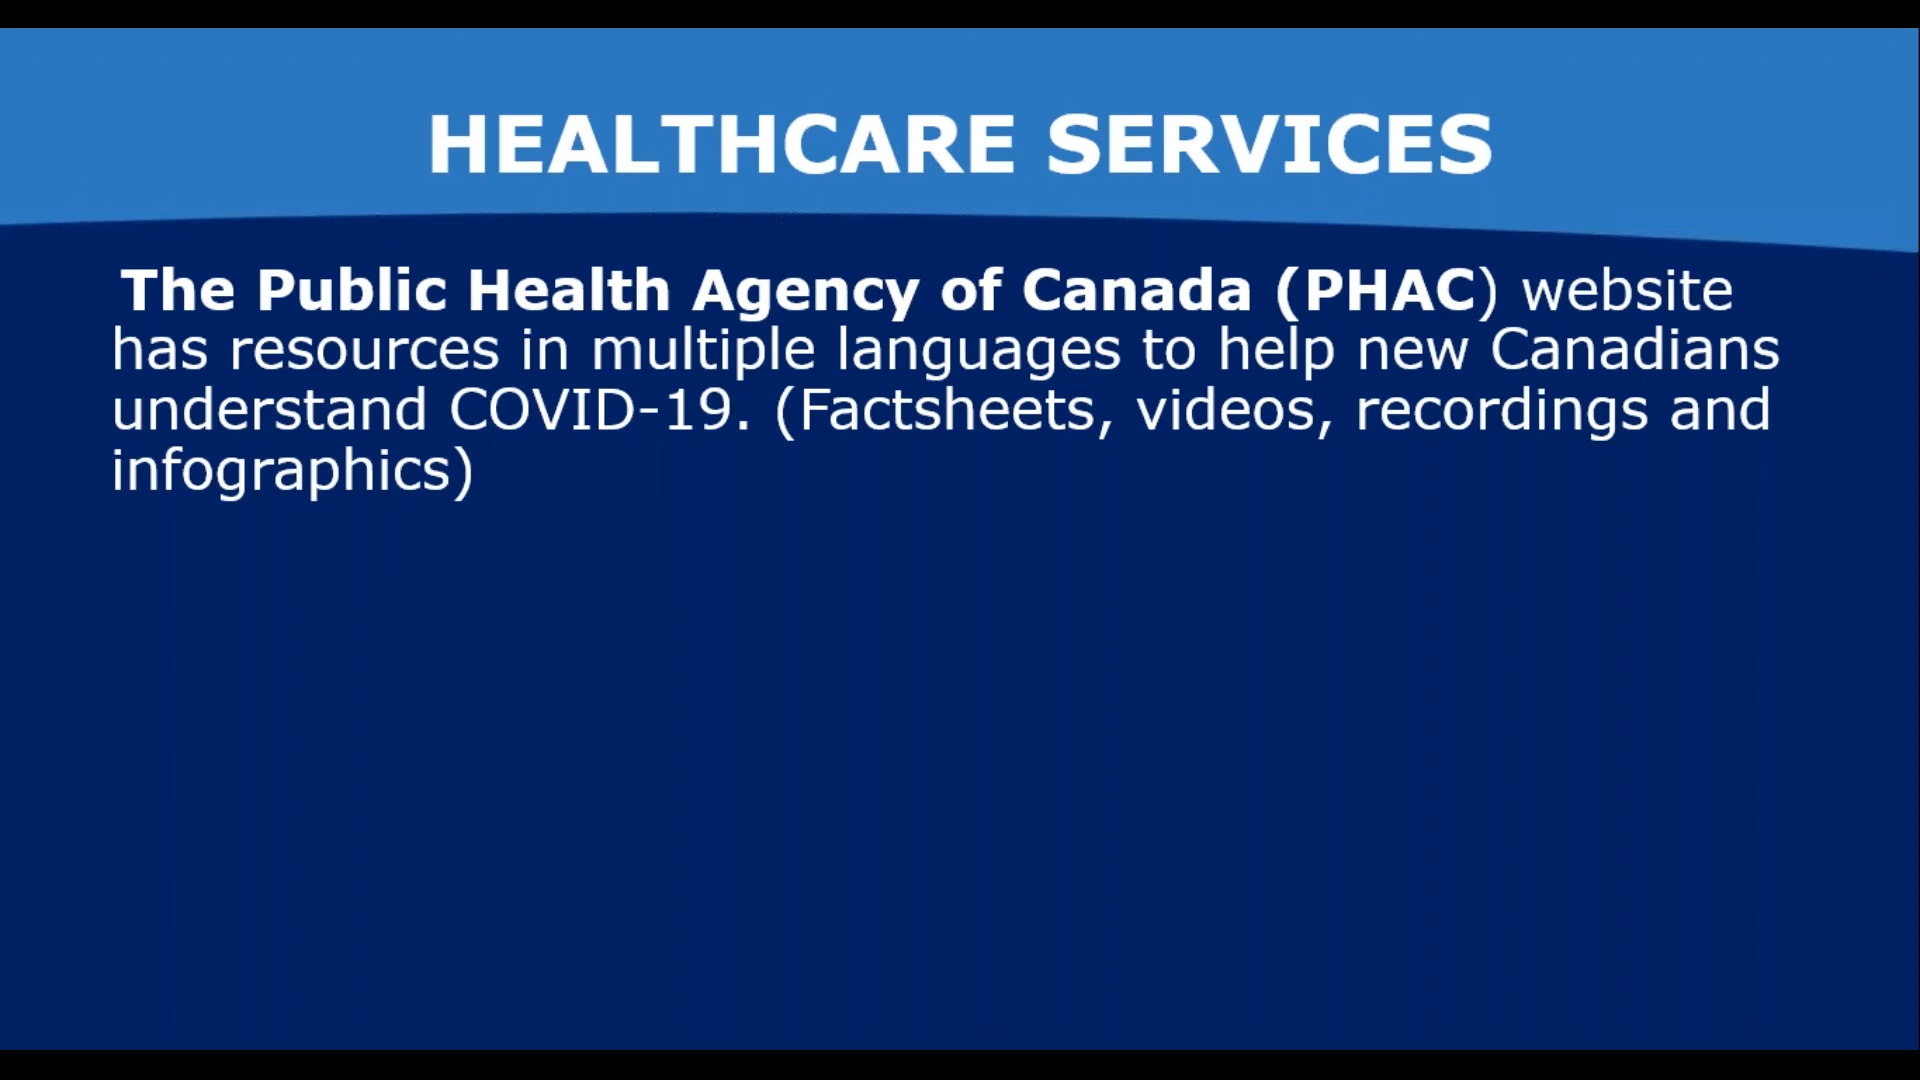 HEALTHCARE SERVICES
The Public Health Agency of Canada (PHAC) website
has resources in multiple languages to help new Canadians
understand COVID-19. (Factsheets, videos, recordings and
infographics)